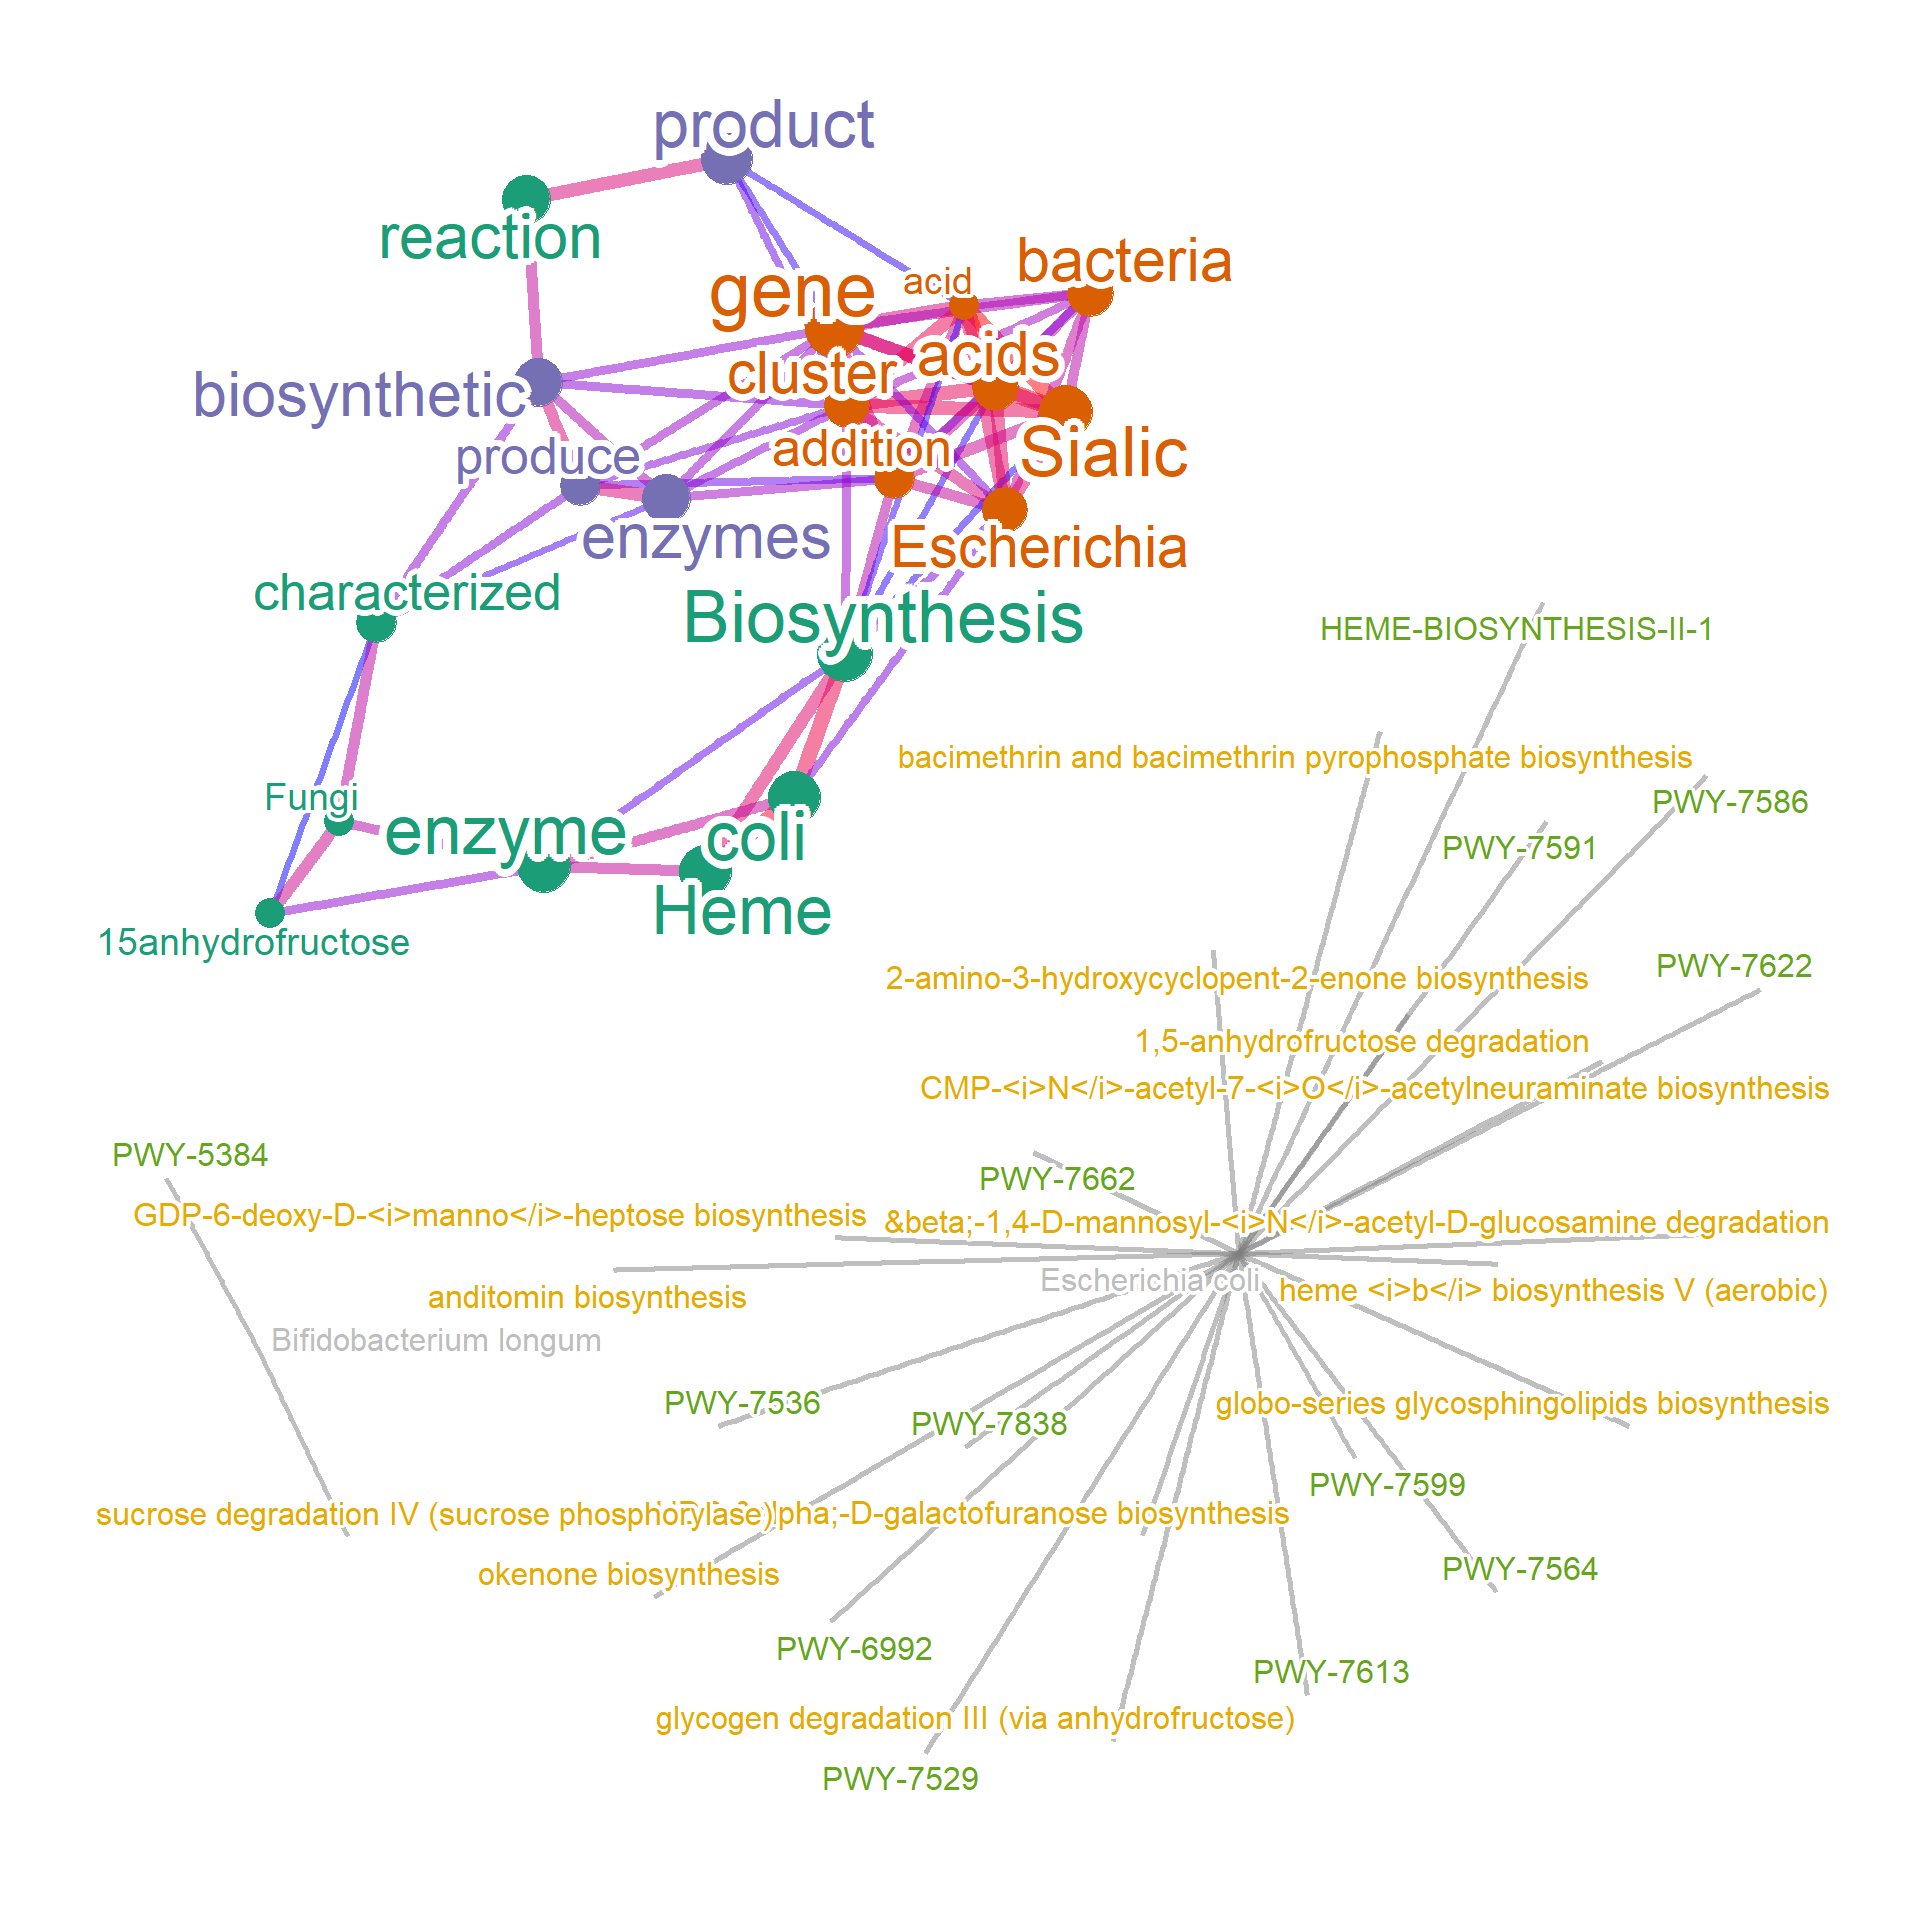 product
reaction
bacteria
gene
acid
acids
cluster
biosynthetic
addition
Sialic
produce
enzymes
Escherichia
characterized
Biosynthesis
HEME-BIOSYNTHESIS-II-1
bacimethrin and bacimethrin pyrophosphate biosynthesis
Fungi
PWY-7586
enzyme
coli
PWY-7591
Heme
15anhydrofructose
PWY-7622
2-amino-3-hydroxycyclopent-2-enone biosynthesis
1,5-anhydrofructose degradation
CMP-<i>N</i>-acetyl-7-<i>O</i>-acetylneuraminate biosynthesis
PWY-5384
PWY-7662
GDP-6-deoxy-D-<i>manno</i>-heptose biosynthesis
&beta;-1,4-D-mannosyl-<i>N</i>-acetyl-D-glucosamine degradation
Escherichia coli
heme <i>b</i> biosynthesis V (aerobic)
anditomin biosynthesis
Bifidobacterium longum
PWY-7536
globo-series glycosphingolipids biosynthesis
PWY-7838
PWY-7599
sucrose degradation IV (sucrose phosphorylase)
pha;-D-galactofuranose biosynthesis
okenone biosynthesis
PWY-7564
PWY-6992
PWY-7613
glycogen degradation III (via anhydrofructose)
PWY-7529